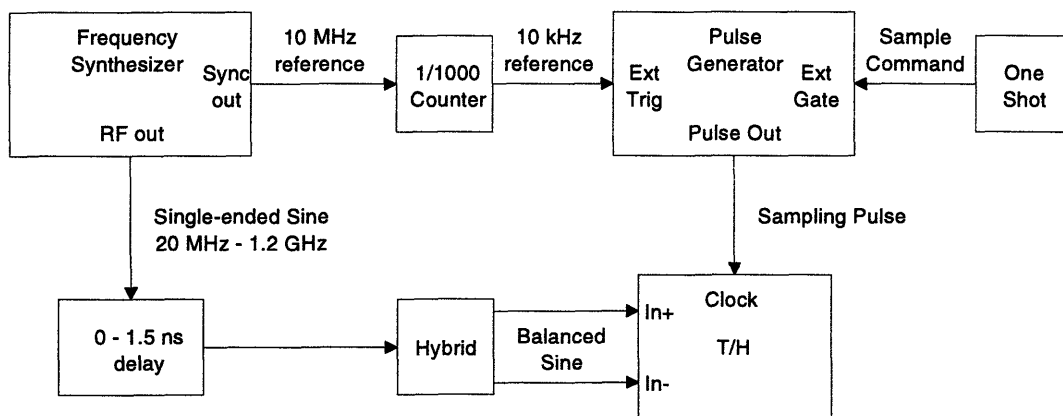 Frequency
Synthesizer
Sync
out
RF out
10 MHz
reference
1/1000
Counter
10 kHz
reference
Pulse
Generator
Ext
Trig
Ext
Gate
Pulse Out
Sample
Command
One
Shot
Single-ended Sine
20 MHz - 1.2 GHz
Sampling Pulse
0 - 1.5 ns
delay
Hybrid
Balanced
Sine
In+
In-
Clock
T/H